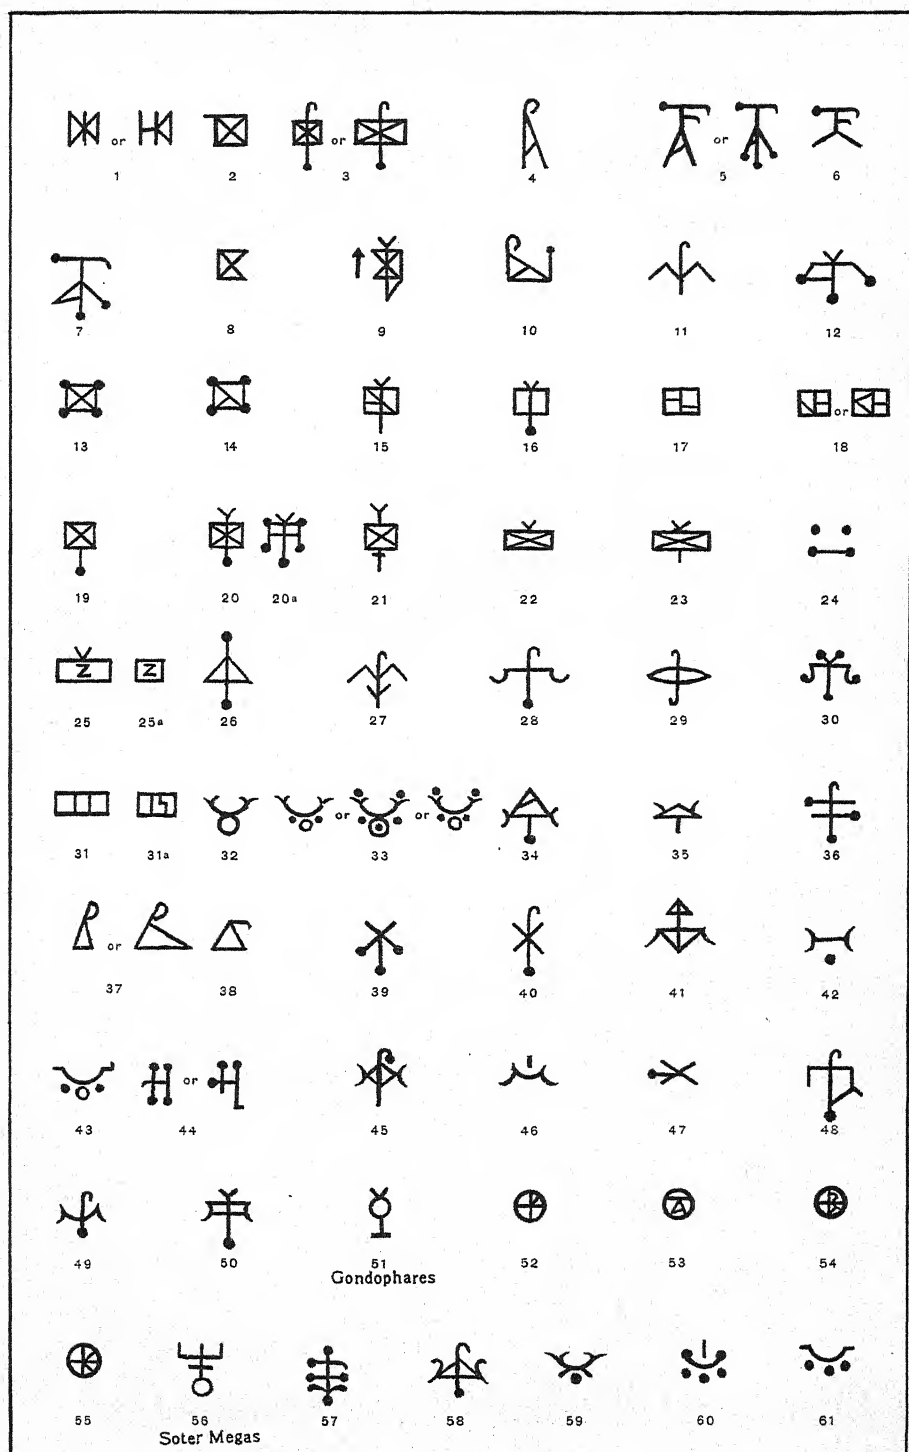 or or or
1 2 3 4 5 6
7 8 9 10 11 12
or
13 14 15 16 17 18
19 20 20a 21 22 23 24
25 25a 26 27 28 29 30
or or
31 31a 32 33 34 35 36
or
37 38 39 40 41 42
or
43 44 45 46 47 48
49 50 51 52 53 54
Gondophares
55 56 57 58 59 60 61
Soter Megas